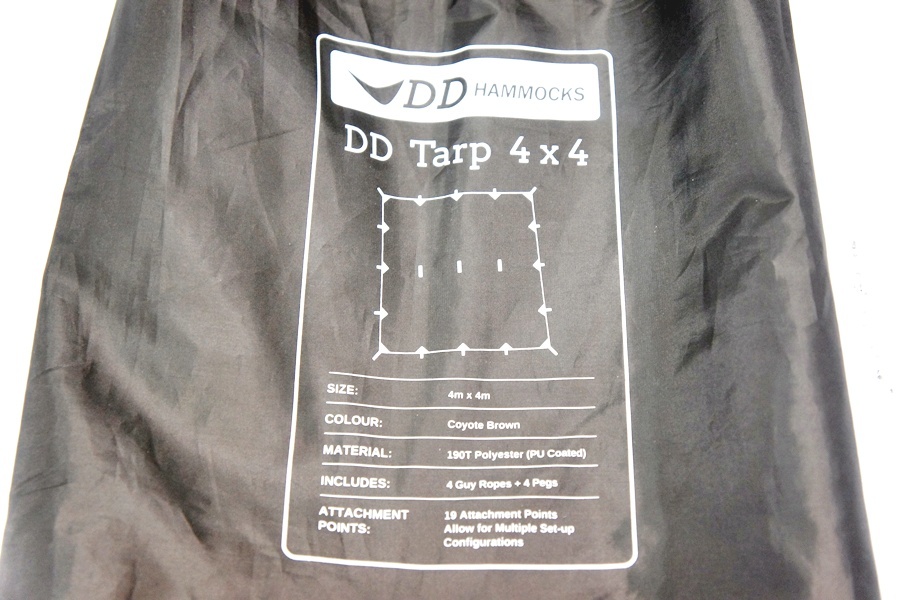 DD HAMMOCKS
DD Tarp 4 x 4
SIZE: 4m x 4m
COLOUR: Coyote Brown
MATERIAL: 190T Polyester (PU Coated)
INCLUDES: 4 Guy Ropes + 4 Pegs
ATTACHMENT POINTS: 19 Attachment Points
Allow for Multiple Set-up
Configurations